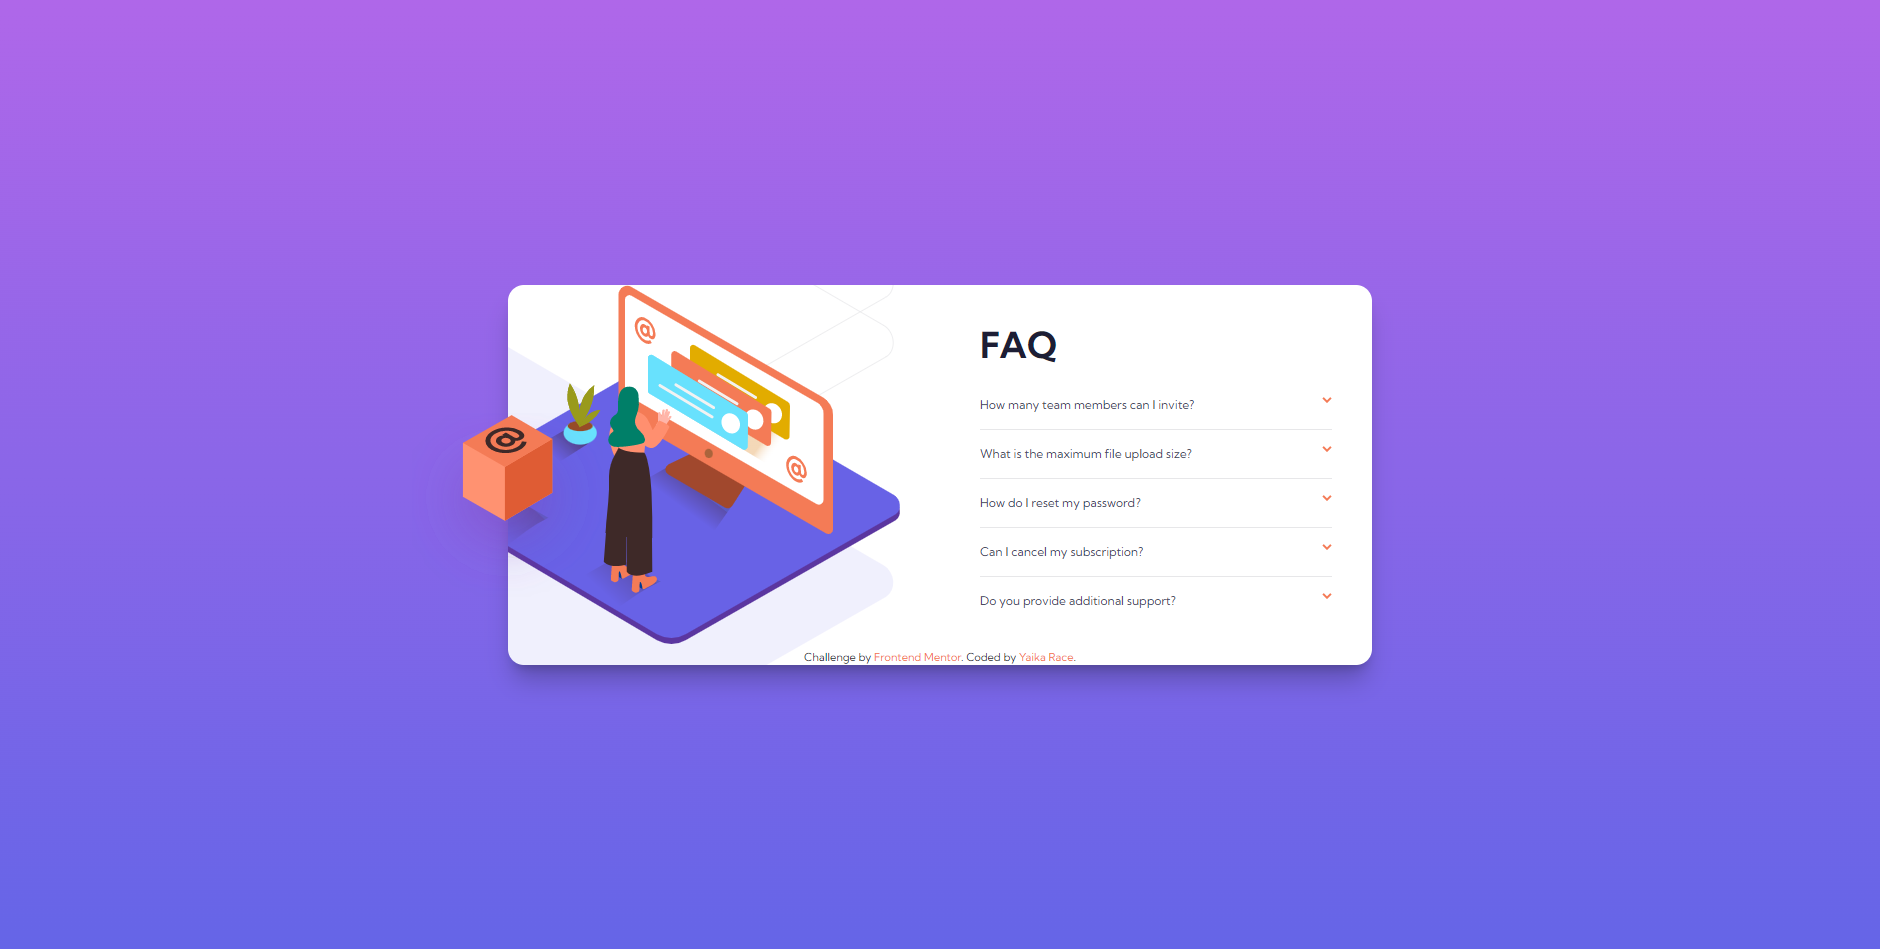 @
@
@
FAQ
How many team members can I invite?
What is the maximum file upload size?
How do I reset my password?
Can I cancel my subscription?
Do you provide additional support?
Challenge by Frontend Mentor. Coded by Yaika Race.